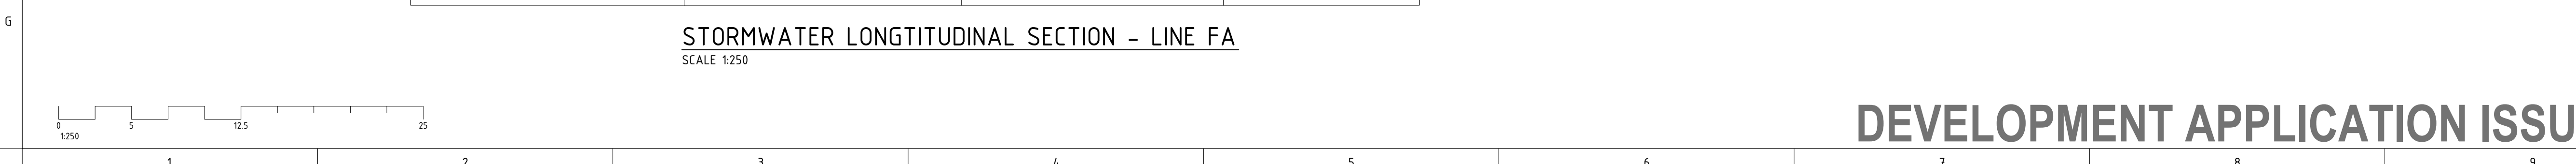 G
STORMWATER LONGTITUDINAL SECTION - LINE FA
SCALE 1:250
0 5 12.5 25
1:250
DEVELOPMENT APPLICATION ISSU
1 2 3 4 5 6 7 8 9